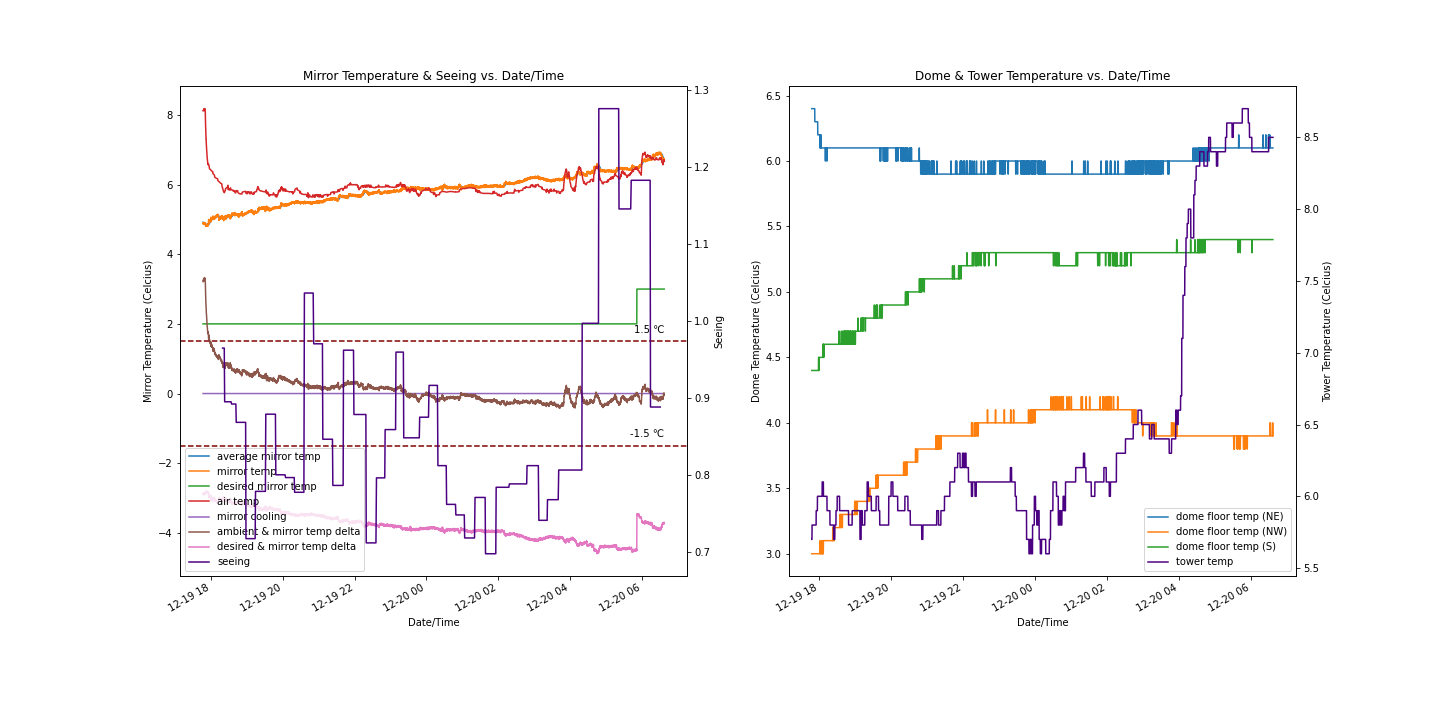 Mirror Temperature & Seeing vs. Date/Time
8
6
4
2
0
−2
−4
Mirror Temperature (Celcius)
1.3
1.2
1.1
1.0
0.9
0.8
0.7
Seeing
1.5 °C
-1.5 °C
average mirror temp
mirror temp
desired mirror temp
air temp
mirror cooling
ambient & mirror temp delta
desired & mirror temp delta
seeing
12-19 18
12-19 20
12-19 22
12-20 00
12-20 02
12-20 04
12-20 06
Date/Time
Dome & Tower Temperature vs. Date/Time
6.5
6.0
5.5
5.0
4.5
4.0
3.5
3.0
Dome Temperature (Celcius)
8.5
8.0
7.5
7.0
6.5
6.0
5.5
Tower Temperature (Celcius)
dome floor temp (NE)
dome floor temp (NW)
dome floor temp (S)
tower temp
12-19 18
12-19 20
12-19 22
12-20 00
12-20 02
12-20 04
12-20 06
Date/Time